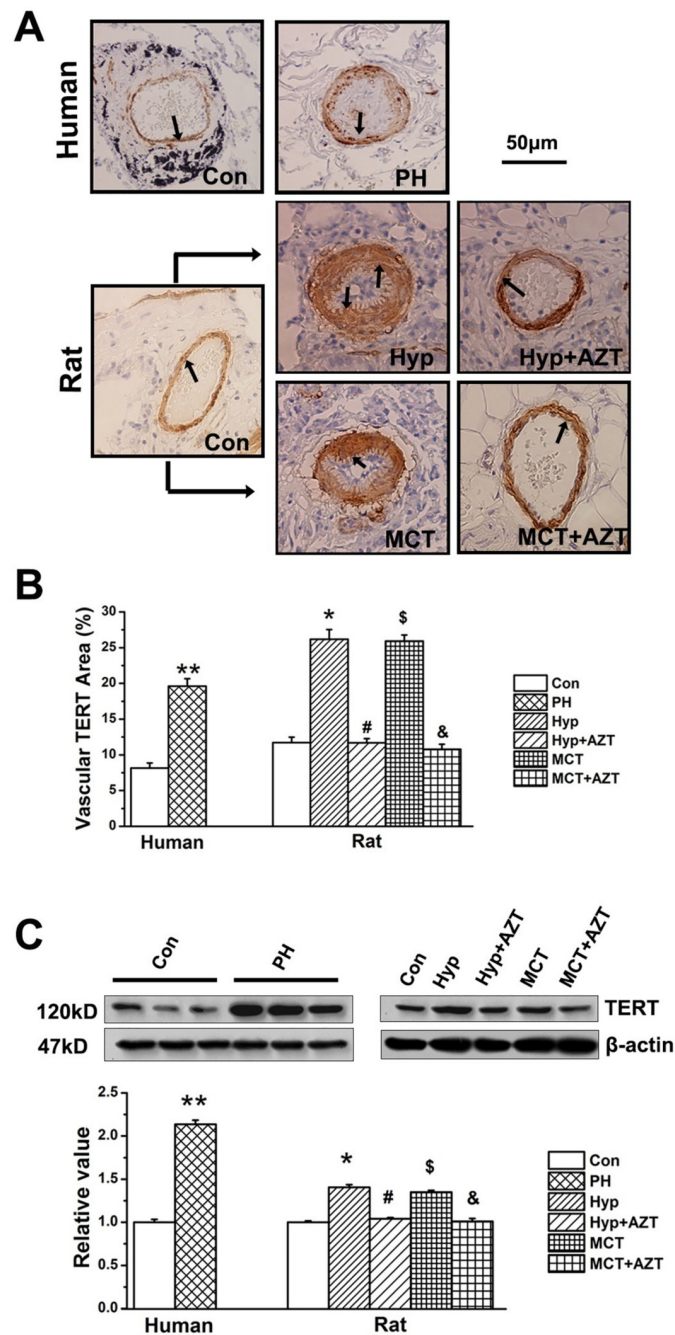 A
Human
Con
PH
50μm
Rat
Con
Hyp
Hyp+AZT
MCT
MCT+AZT
B
Vascular TERT Area (%)
30
25
20
15
10
5
0
**
*
#
$
&
Human
Rat
Con
PH
Hyp
Hyp+AZT
MCT
MCT+AZT
C
Con
PH
Con
Hyp
Hyp+AZT
MCT
MCT+AZT
120kD
TERT
47kD
β-actin
Relative value
2.5
2.0
1.5
1.0
0.5
0.0
**
*
#
$
&
Human
Rat
Con
PH
Hyp
Hyp+AZT
MCT
MCT+AZT